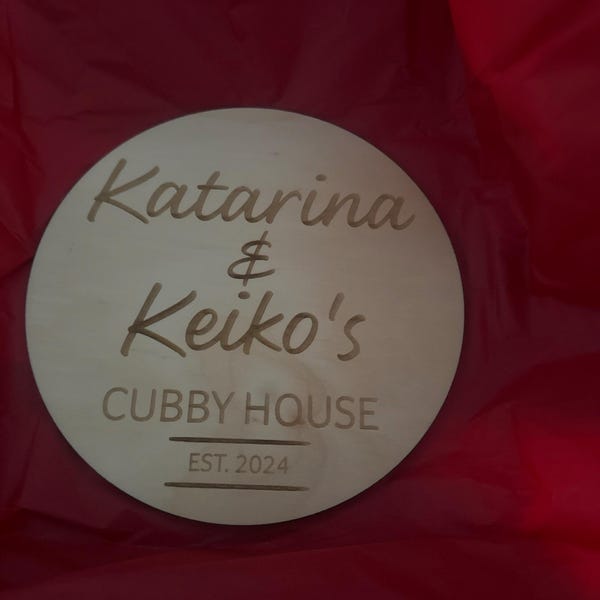 Katarina
&
Keiko's
CUBBY HOUSE
EST. 2024